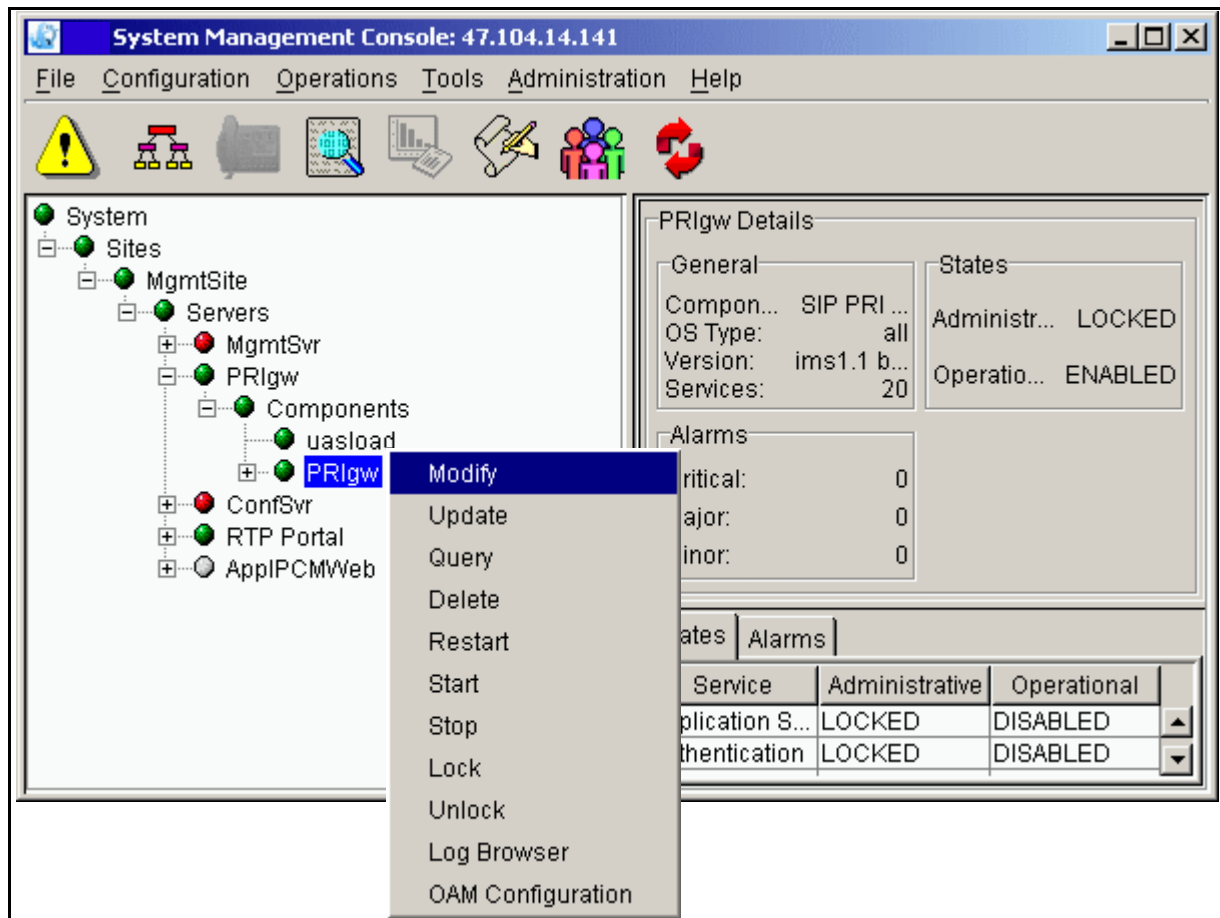 System Management Console: 47.104.14.141
File Configuration Operations Tools Administration Help
System
Sites
MgmtSite
Servers
MgmtSvr
PRIgw
Components
uasload
PRIgw
ConfSvr
RTP Portal
ApplPCMWeb
Modify
Update
Query
Delete
Restart
Start
Stop
Lock
Unlock
Log Browser
OAM Configuration
PRIgw Details
General
Compon... SIP PRI ...
OS Type: all
Version: ims1.1 b...
Services: 20
States
Administr... LOCKED
Operatio... ENABLED
Alarms
ritical: 0
ajor: 0
inor: 0
ates Alarms
Service Administrative Operational
plication S... LOCKED DISABLED
thentication LOCKED DISABLED